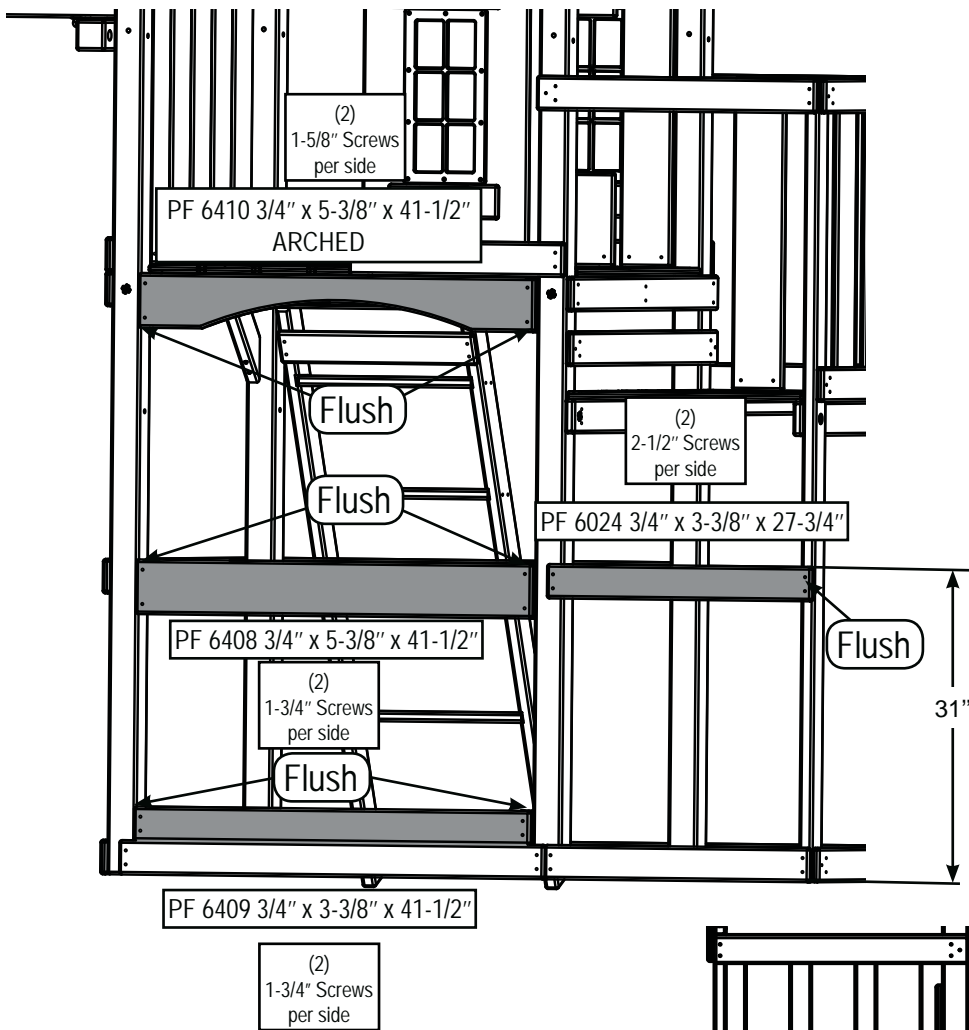 (2)
1-5/8" Screws
per side
PF 6410 3/4" x 5-3/8" x 41-1/2"
ARCHED
Flush
(2)
2-1/2" Screws
per side
Flush
PF 6024 3/4" x 3-3/8" x 27-3/4"
Flush
PF 6408 3/4" x 5-3/8" x 41-1/2"
(2)
1-3/4" Screws
per side
31"
Flush
PF 6409 3/4" x 3-3/8" x 41-1/2"
(2)
1-3/4" Screws
per side